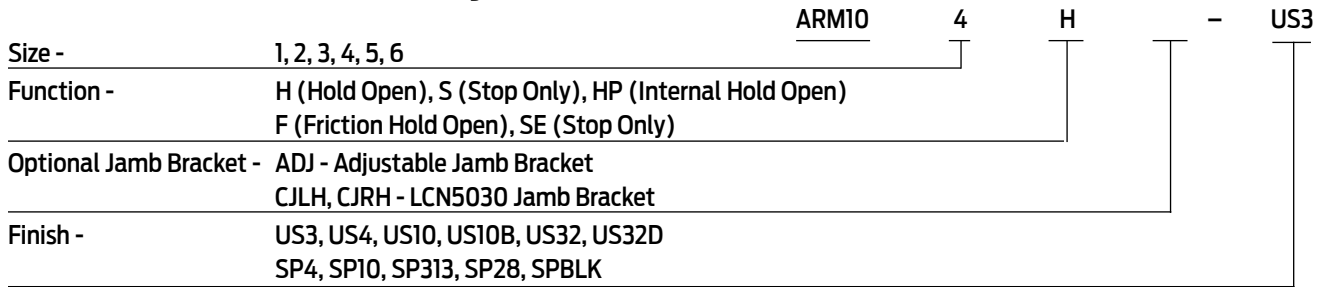 ARM10 4 H – US3
Size - 1, 2, 3, 4, 5, 6
Function - H (Hold Open), S (Stop Only), HP (Internal Hold Open)
F (Friction Hold Open), SE (Stop Only)
Optional Jamb Bracket - ADJ - Adjustable Jamb Bracket
CJLH, CJRH - LCN5030 Jamb Bracket
Finish - US3, US4, US10, US10B, US32, US32D
SP4, SP10, SP313, SP28, SPBLK